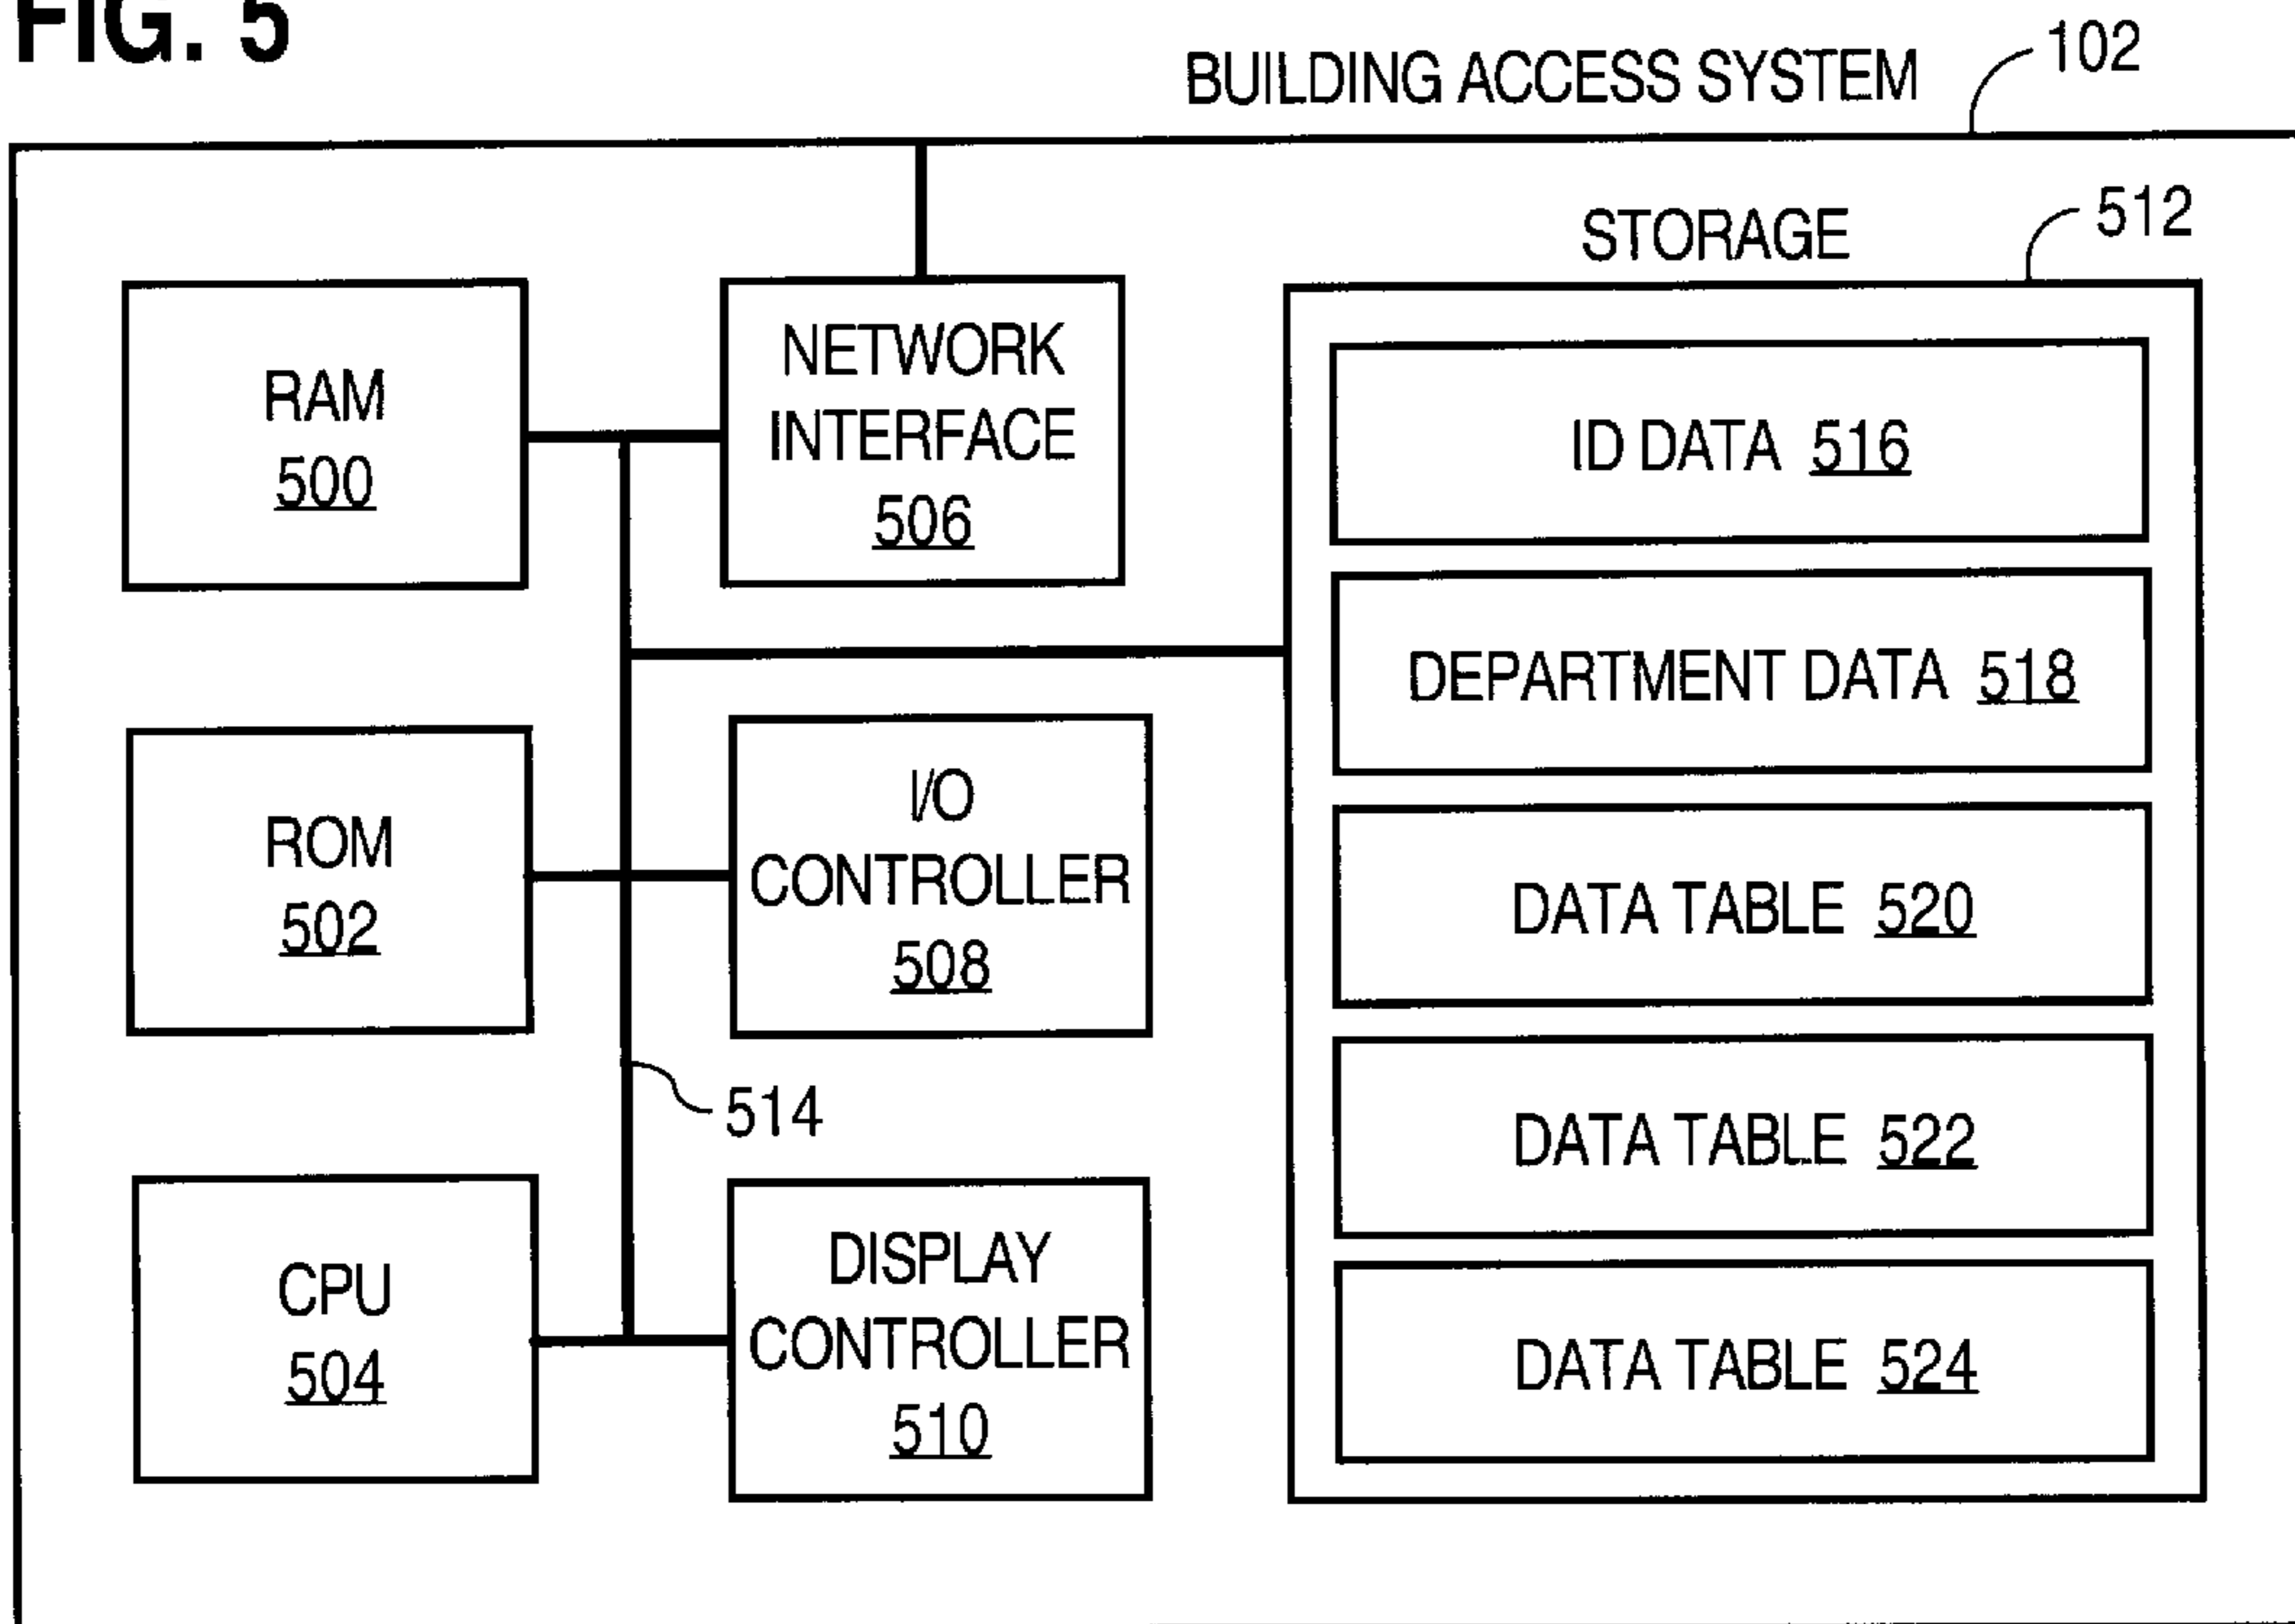 FIG. 5
BUILDING ACCESS SYSTEM
102
STORAGE
512
RAM
500
NETWORK
INTERFACE
506
ROM
502
I/O
CONTROLLER
508
514
CPU
504
DISPLAY
CONTROLLER
510
ID DATA 516
DEPARTMENT DATA 518
DATA TABLE 520
DATA TABLE 522
DATA TABLE 524